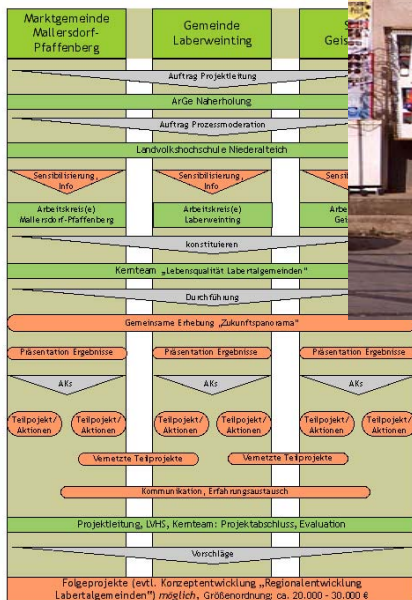 Marktgemeinde
Mallersdorf-
Pfaffenberg
Gemeinde
Laberweinting
Auftrag Projektleitung
ArGe Naherholung
Auftrag Prozessmoderation
Landvolkshochschule Niederalteich
Sensibilisierung,
Info
Sensibilisierung,
Info
Arbeitskreis(e)
Mallersdorf-Pfaffenberg
Arbeitskreis(e)
Laberweinting
konstituieren
Kernteam „Lebensqualität Labertalgemeinden"
Durchführung
Gemeinsame Erhebung „Zukunftspanorama"
Präsentation Ergebnisse
Präsentation Ergebnisse
Präsentation Ergebnisse
AKs
AKs
AKs
Teilprojekt/
Aktionen
Teilprojekt/
Aktionen
Teilprojekt/
Aktionen
Teilprojekt/
Aktionen
Teilprojekt/
Aktionen
Teilprojekt/
Aktionen
Vernetzte Teilprojekte
Vernetzte Teilprojekte
Kommunikation, Erfahrungsaustausch
Projektleitung, LVHS, Kernteam: Projektabschluss, Evaluation
Vorschläge
Folgeprojekte (evtl. Konzeptentwicklung „Regionalentwicklung
Labertalgemeinden") möglich, Größenordnung: ca. 20.000 - 30.000 €